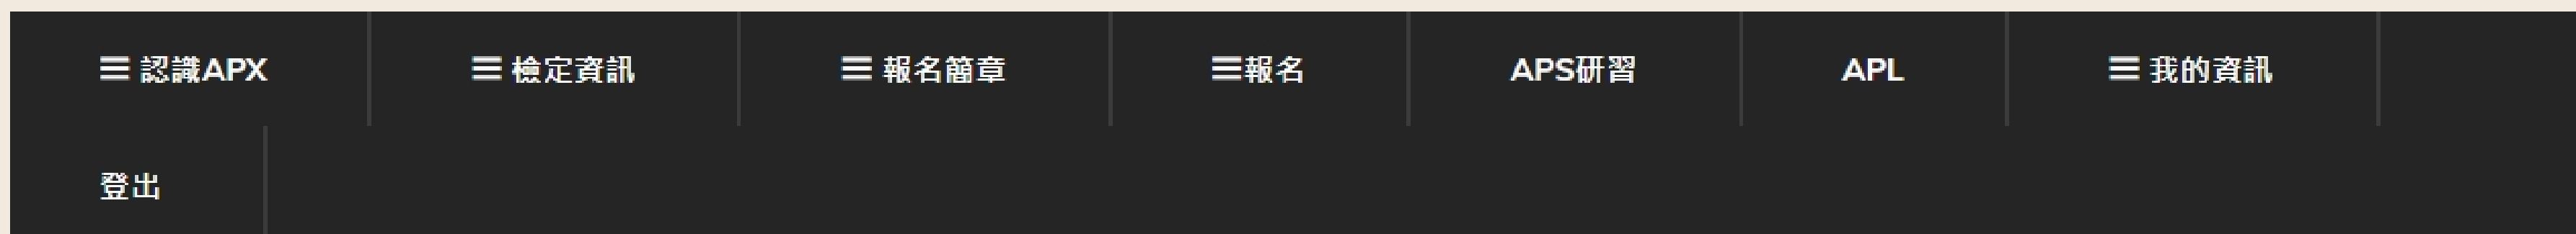 ☰ 認識APX ☰ 檢定資訊 ☰ 報名簡章 ☰報名 APS研習 APL ☰ 我的資訊
登出